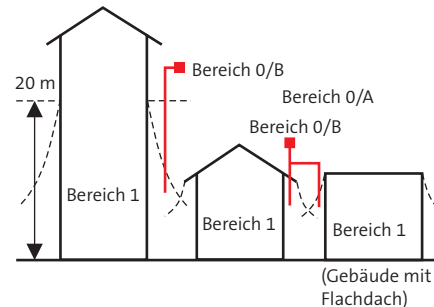 Bereich 0/B
20 m
Bereich 0/A
Bereich 0/B
Bereich 1
Bereich 1
Bereich 1
(Gebäude mit
Flachdach)